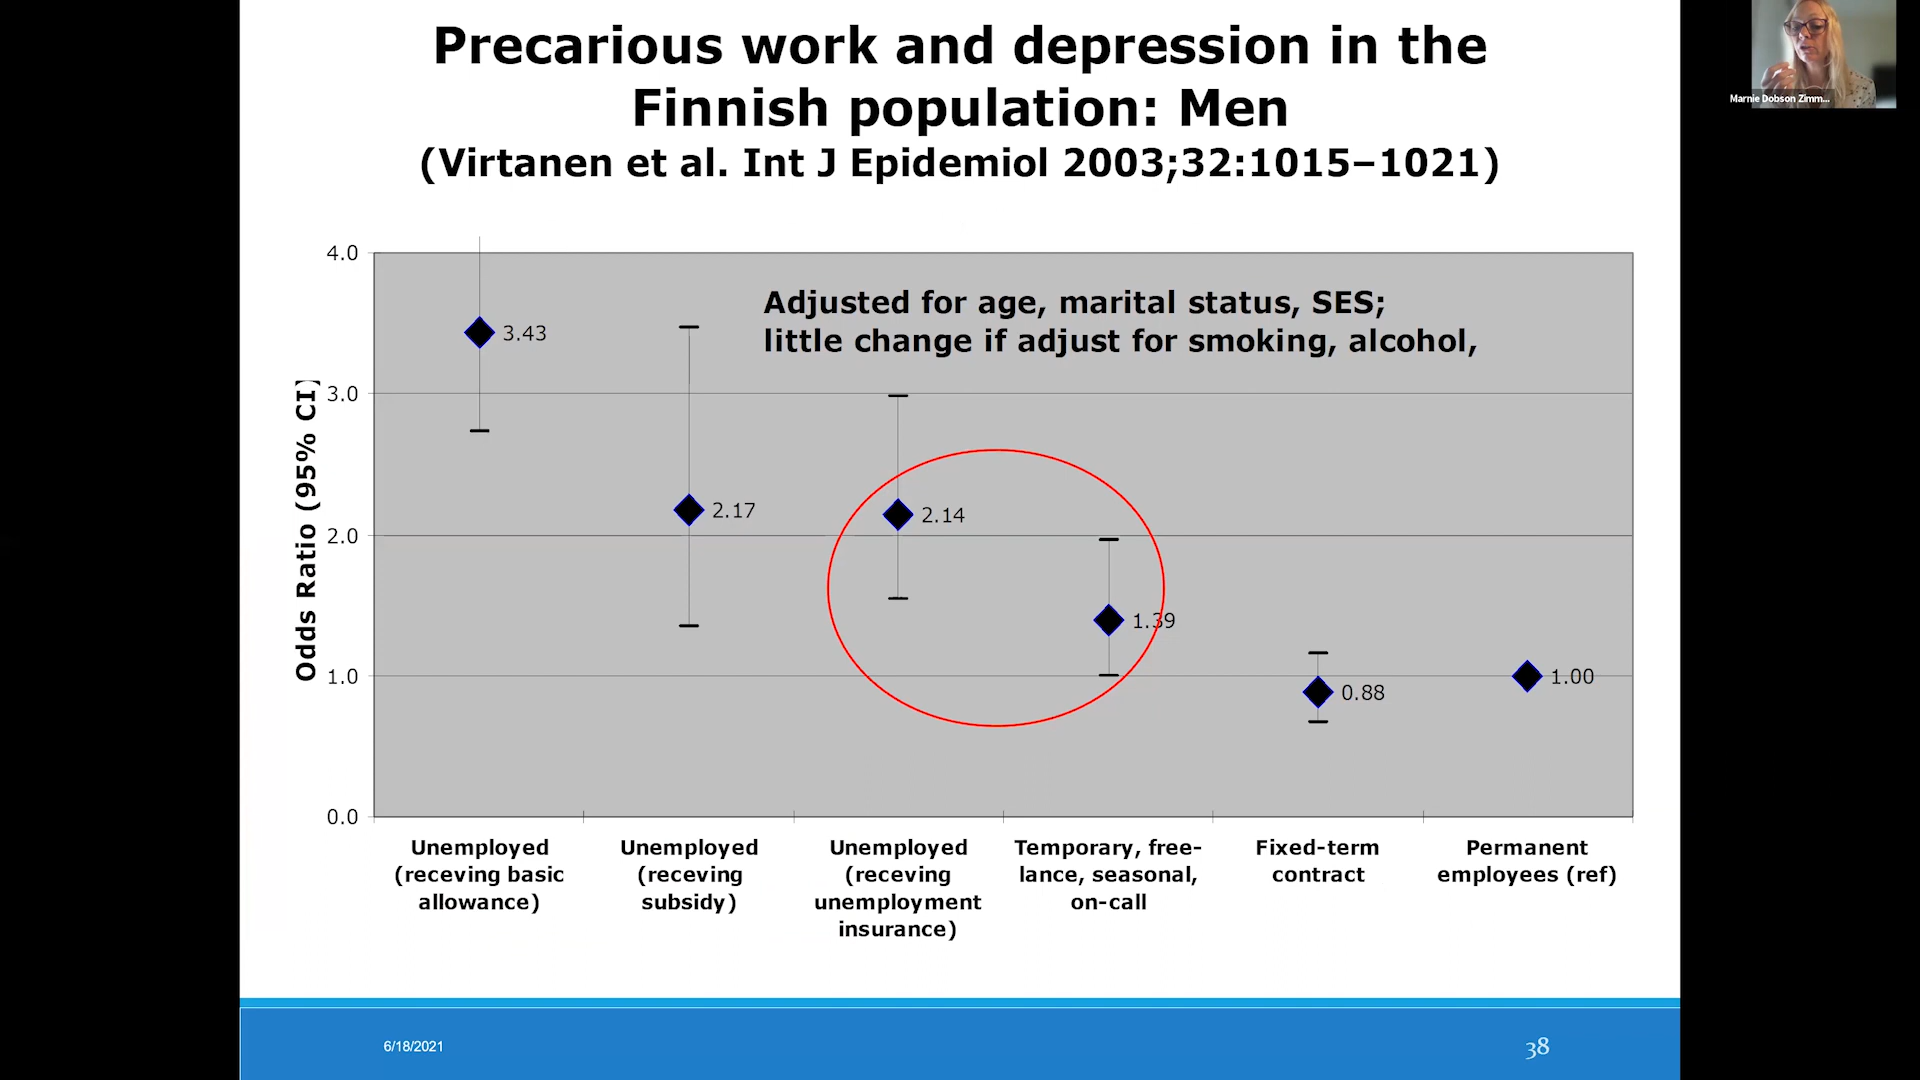 Precarious work and depression in the
Finnish population: Men
(Virtanen et al. Int J Epidemiol 2003;32:1015–1021)
Marnie Dobson Zimm...
Adjusted for age, marital status, SES;
little change if adjust for smoking, alcohol,
Odds Ratio (95% CI)
4.0
3.0
2.0
1.0
0.0
3.43
2.17
2.14
1.39
0.88
1.00
Unemployed
(receving basic
allowance)
Unemployed
(receving
subsidy)
Unemployed
(receving
unemployment
insurance)
Temporary, free-
lance, seasonal,
on-call
Fixed-term
contract
Permanent
employees (ref)
6/18/2021
38